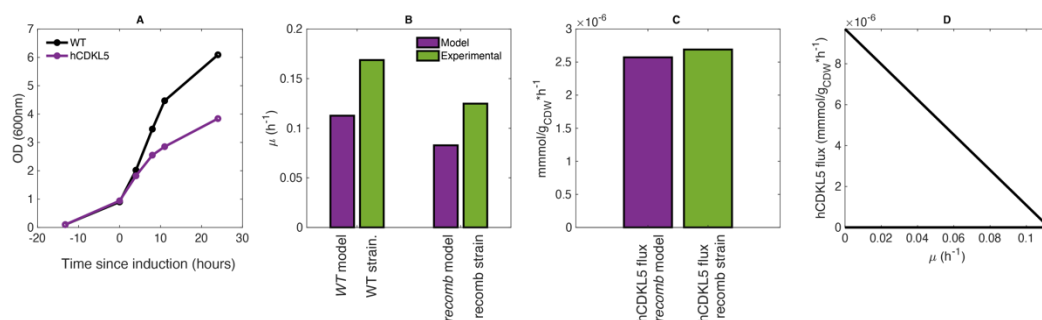 A
OD (600nm)
7
6
5
4
3
2
1
0
-20
-10
0
10
20
30
WT
hCDKL5
Time since induction (hours)
B
μ (h-1)
0.2
0.15
0.1
0.05
0
Model
Experimental
WT model
WT strain.
recomb model
recomb strain
C
×10-6
mmmol/gCDW*h-1
3
2.5
2
1.5
1
0.5
0
hCDKL5 flux
recomb model
hCDKL5 flux
recomb strain
D
×10-6
hCDKL5 flux (mmmol/gCDW*h-1)
8
6
4
2
0
0
0.02
0.04
0.06
0.08
0.1
μ (h-1)